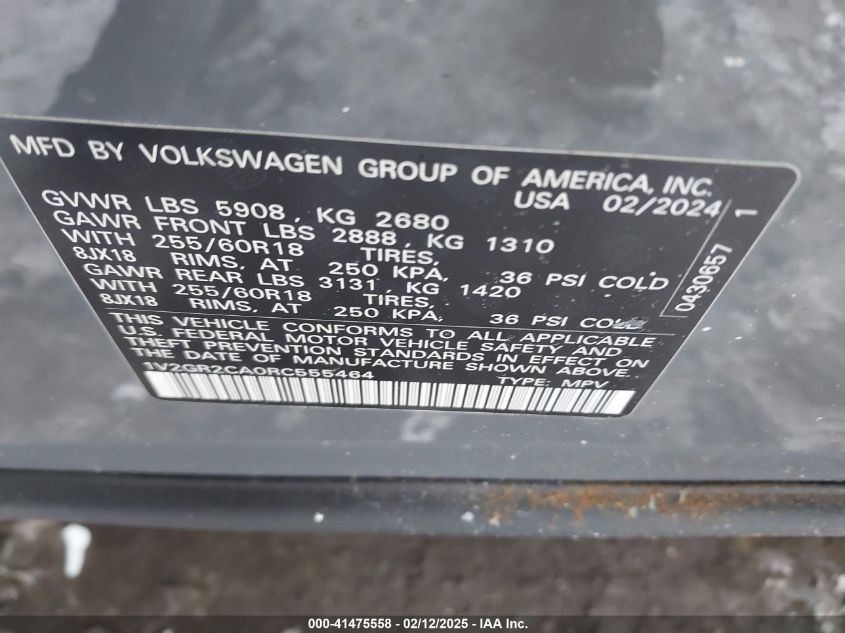 MFD BY VOLKSWAGEN GROUP OF AMERICA, INC.
USA 02/2024
GVWR LBS 5908, KG 2680
GAWR FRONT LBS 2888, KG 1310
WITH 255/60R18 TIRES,
8JX18 RIMS, AT 250 KPA, 36 PSI COLD
GAWR REAR LBS 3131, KG 1420
WITH 255/60R18 TIRES,
8JX18 RIMS, AT 250 KPA, 36 PSI COLD
THIS VEHICLE CONFORMS TO ALL APPLICABLE
U.S. FEDERAL MOTOR VEHICLE SAFETY AND
THEFT PREVENTION STANDARDS IN EFFECT ON
THE DATE OF MANUFACTURE SHOWN ABOVE.
1V2GR2CA0RC555464 TYPE: MPV
0430657 1
000-41475558 - 02/12/2025 - IAA Inc.